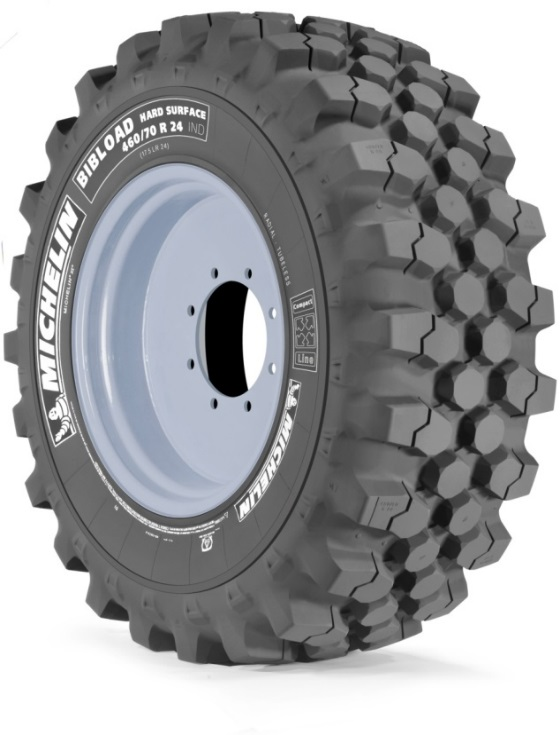 BIBLOAD HARD SURFACE
460/70 R 24 IND
(17.5 LR 24)
MICHELIN
RADIAL TUBELESS
Compact
Line
MICHELIN